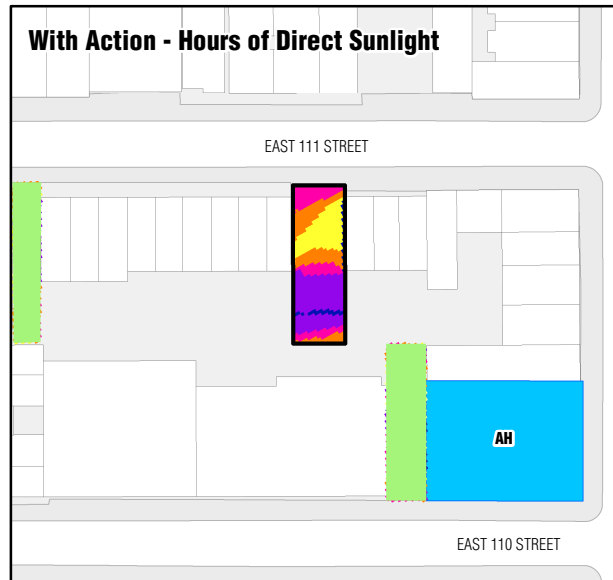 With Action - Hours of Direct Sunlight
EAST 111 STREET
AH
EAST 110 STREET